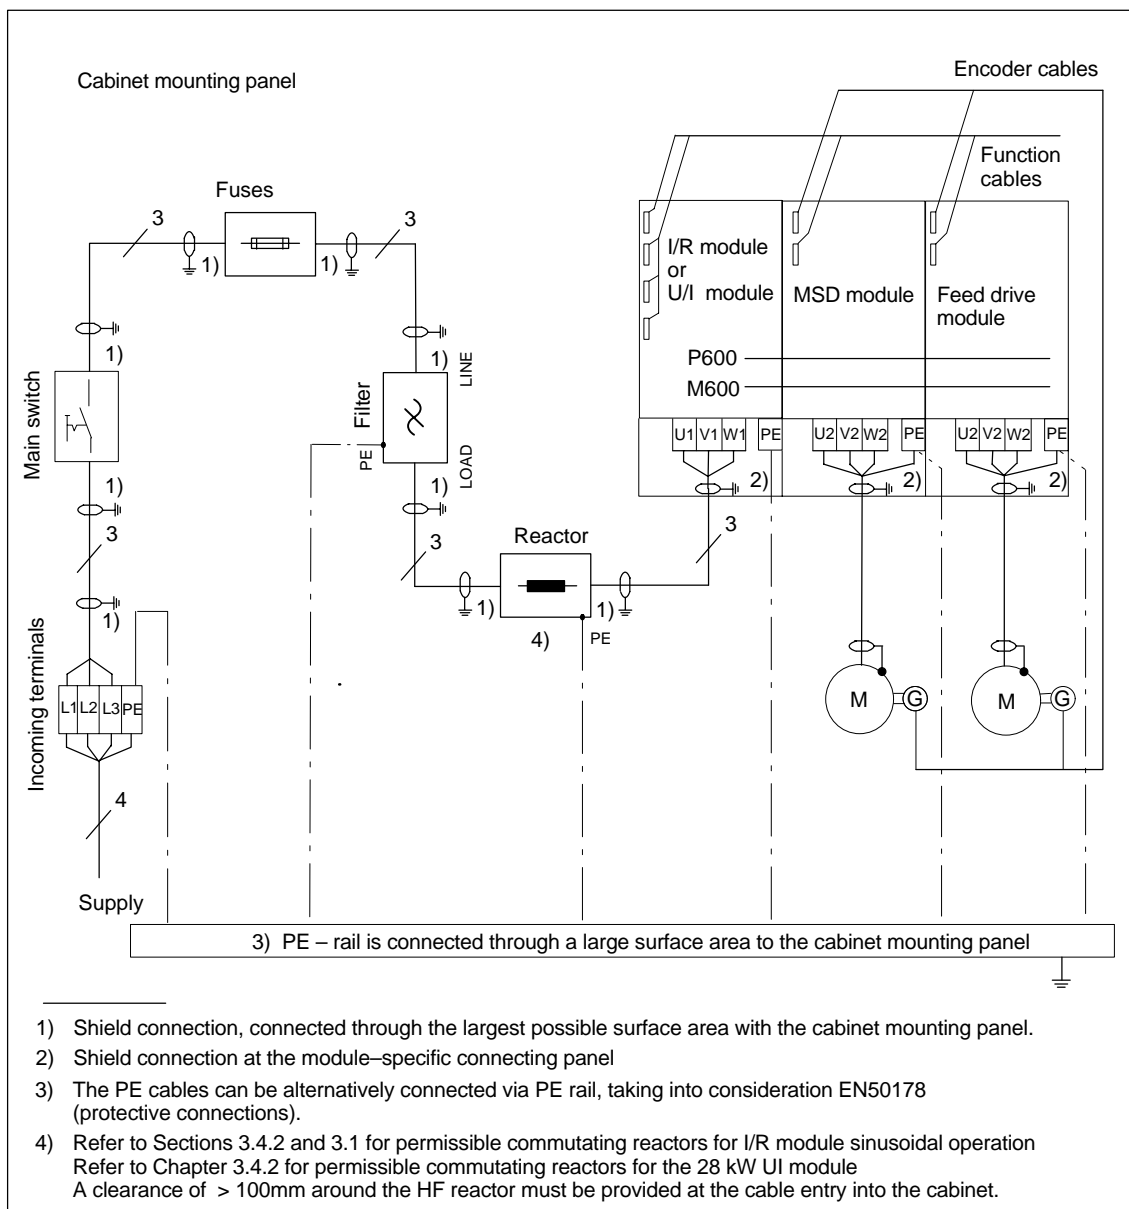 Cabinet mounting panel
Encoder cables
Function
cables
Fuses
3
3
1)
1)
I/R module
or
U/I module
MSD module
Feed drive
module
P600
M600
Main switch
1)
1)
LINE
Filter
PE
LOAD
1)
1)
U1 V1 W1 PE
U2 V2 W2 PE
U2 V2 W2 PE
2)
2)
2)
3
3
3
Reactor
1)
1)
4)
PE
1)
Incoming terminals
L1 L2 L3 PE
M
G
M
G
4
Supply
3) PE – rail is connected through a large surface area to the cabinet mounting panel
1) Shield connection, connected through the largest possible surface area with the cabinet mounting panel.
2) Shield connection at the module–specific connecting panel
3) The PE cables can be alternatively connected via PE rail, taking into consideration EN50178
(protective connections).
4) Refer to Sections 3.4.2 and 3.1 for permissible commutating reactors for I/R module sinusoidal operation
Refer to Chapter 3.4.2 for permissible commutating reactors for the 28 kW UI module
A clearance of > 100mm around the HF reactor must be provided at the cable entry into the cabinet.